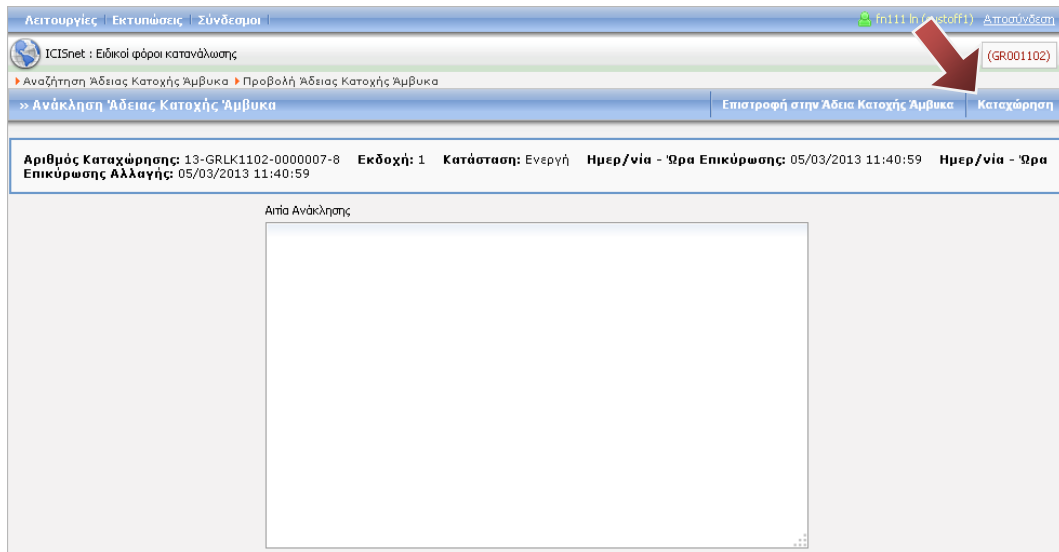 Λειτουργίες | Εκτυπώσεις | Σύνδεσμοι | fn111 ln Αποσύνδεση
ICISnet : Ειδικοί φόροι κατανάλωσης (GR001102)
Αναζήτηση Άδειας Κατοχής Άμβυκα Προβολή Άδειας Κατοχής Άμβυκα
» Ανάκληση Άδειας Κατοχής Άμβυκα Επιστροφή στην Άδεια Κατοχής Άμβυκα Καταχώρηση
Αριθμός Καταχώρησης: 13-GRLK1102-0000007-8 Εκδοχή: 1 Κατάσταση: Ενεργή Ημερ/νία - Ώρα Επικύρωσης: 05/03/2013 11:40:59 Ημερ/νία - Ώρα
Επικύρωσης Αλλαγής: 05/03/2013 11:40:59
Αιτία Ανάκλησης